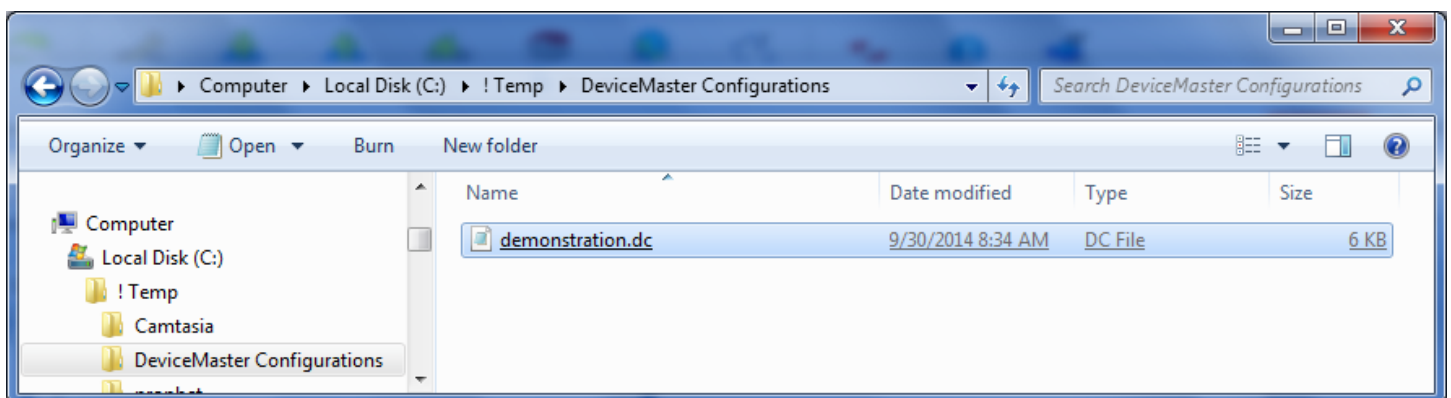 Computer ▸ Local Disk (C:) ▸ ! Temp ▸ DeviceMaster Configurations
Search DeviceMaster Configurations
Organize Open Burn New folder
Name Date modified Type Size
demonstration.dc 9/30/2014 8:34 AM DC File 6 KB
Computer
Local Disk (C:)
! Temp
Camtasia
DeviceMaster Configurations